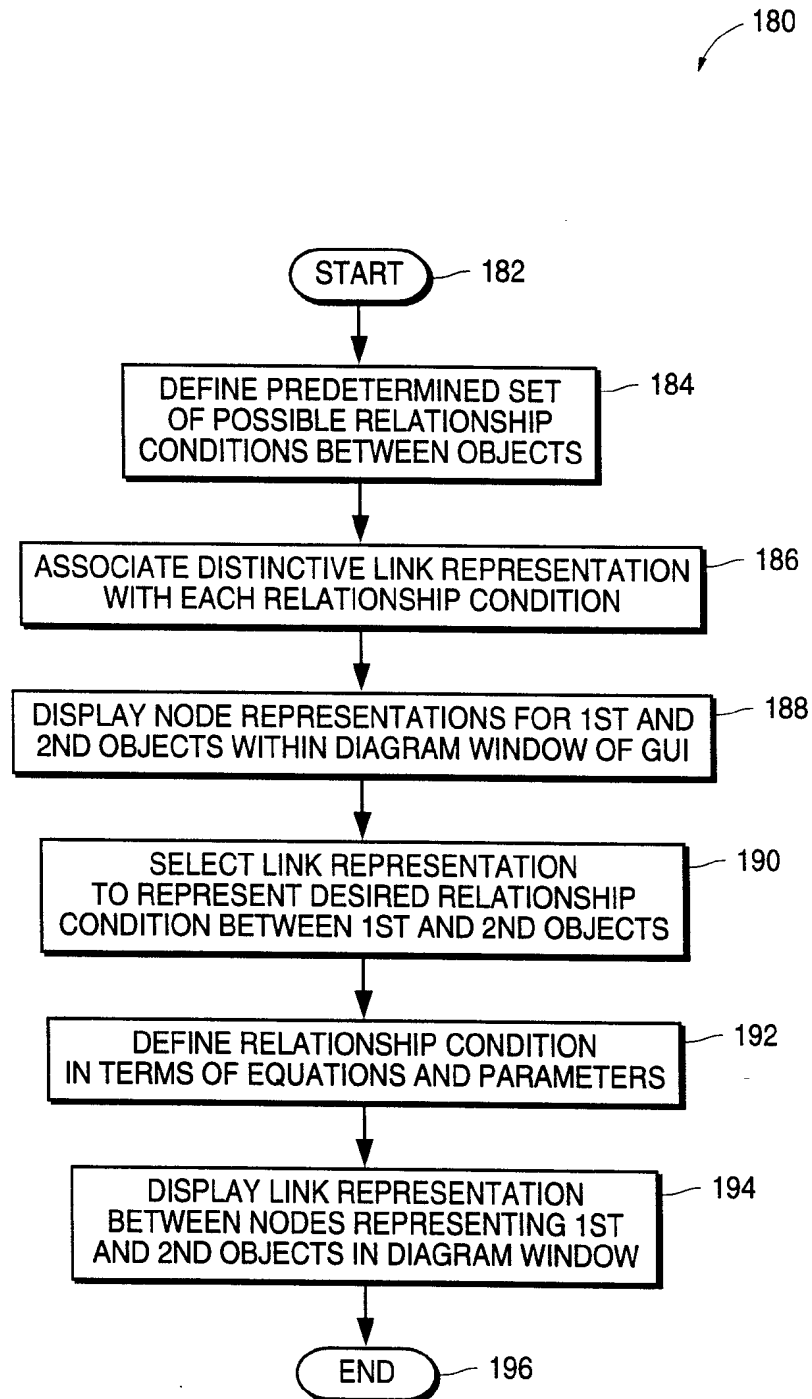 180
START
182
DEFINE PREDETERMINED SET
OF POSSIBLE RELATIONSHIP
CONDITIONS BETWEEN OBJECTS
184
ASSOCIATE DISTINCTIVE LINK REPRESENTATION
WITH EACH RELATIONSHIP CONDITION
186
DISPLAY NODE REPRESENTATIONS FOR 1ST AND
2ND OBJECTS WITHIN DIAGRAM WINDOW OF GUI
188
SELECT LINK REPRESENTATION
TO REPRESENT DESIRED RELATIONSHIP
CONDITION BETWEEN 1ST AND 2ND OBJECTS
190
DEFINE RELATIONSHIP CONDITION
IN TERMS OF EQUATIONS AND PARAMETERS
192
DISPLAY LINK REPRESENTATION
BETWEEN NODES REPRESENTING 1ST
AND 2ND OBJECTS IN DIAGRAM WINDOW
194
END
196